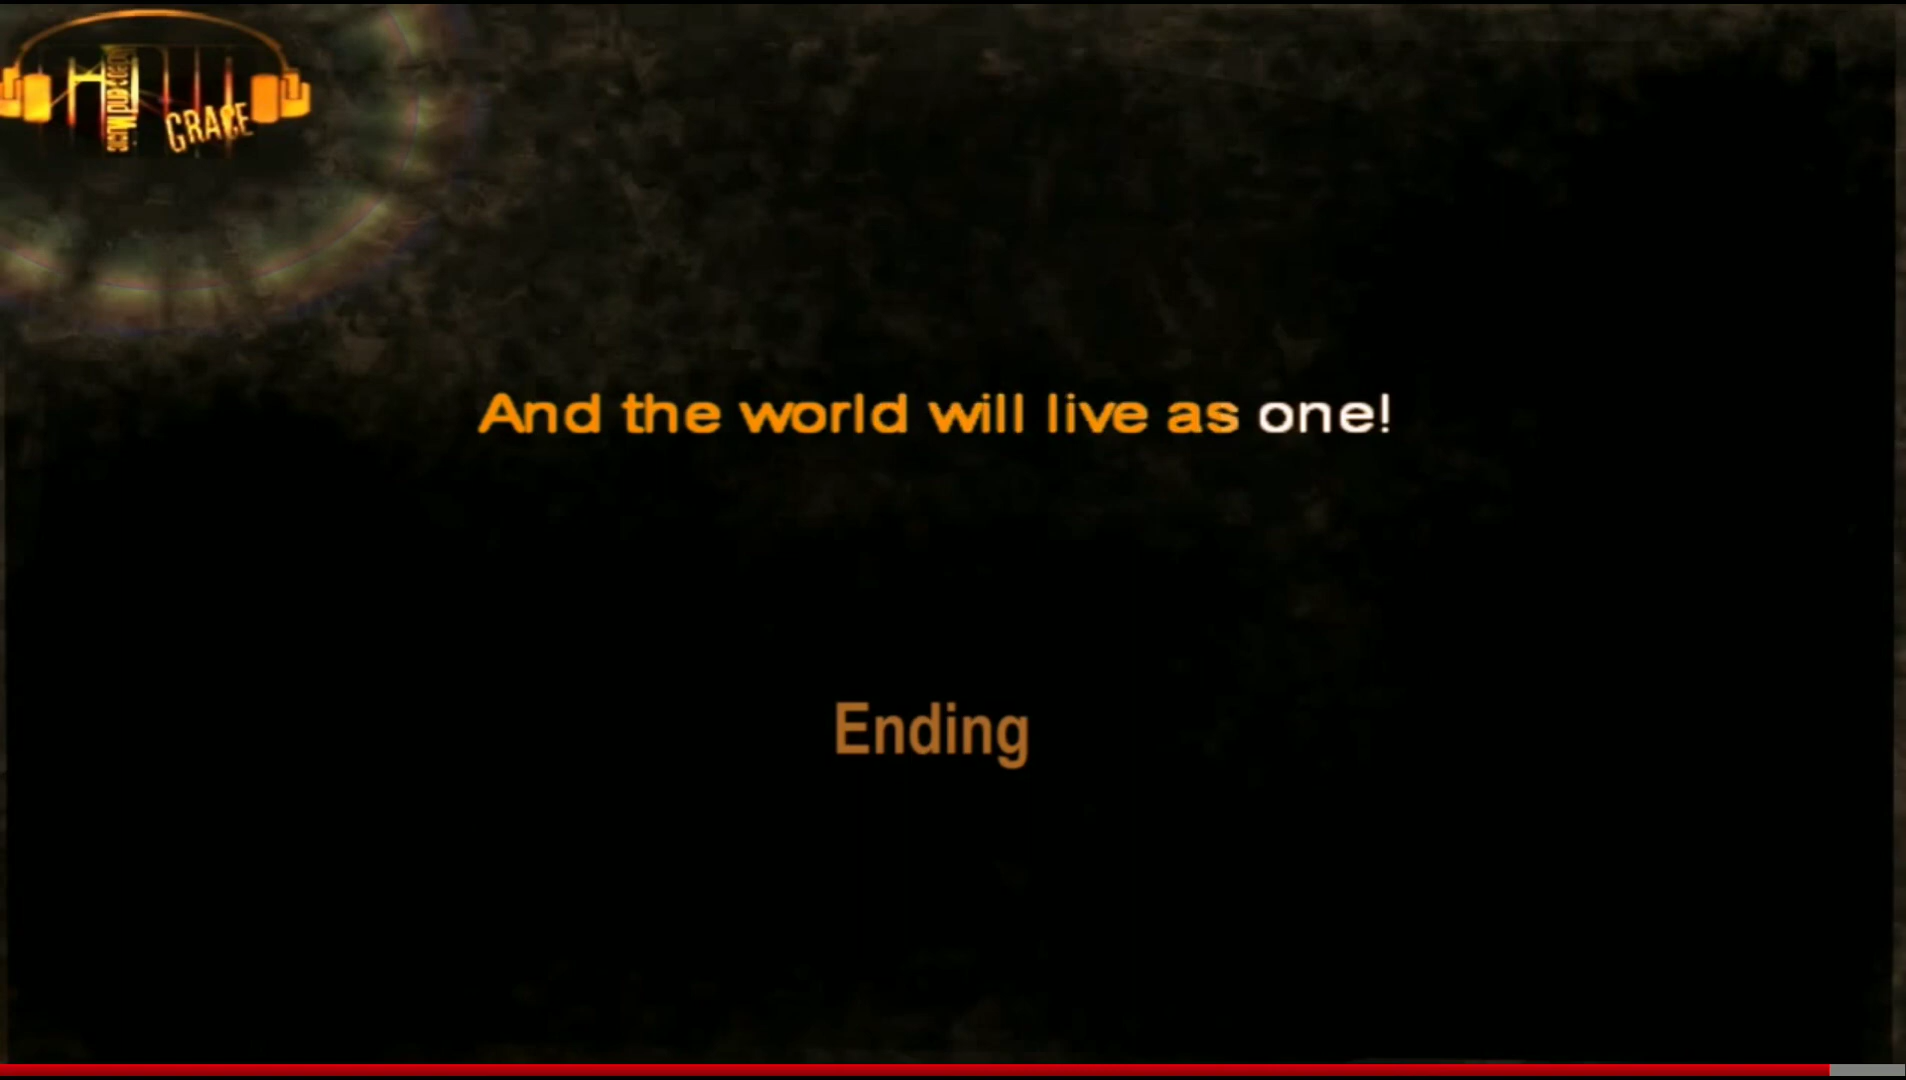 GRACE
And the world will live as one!
Ending